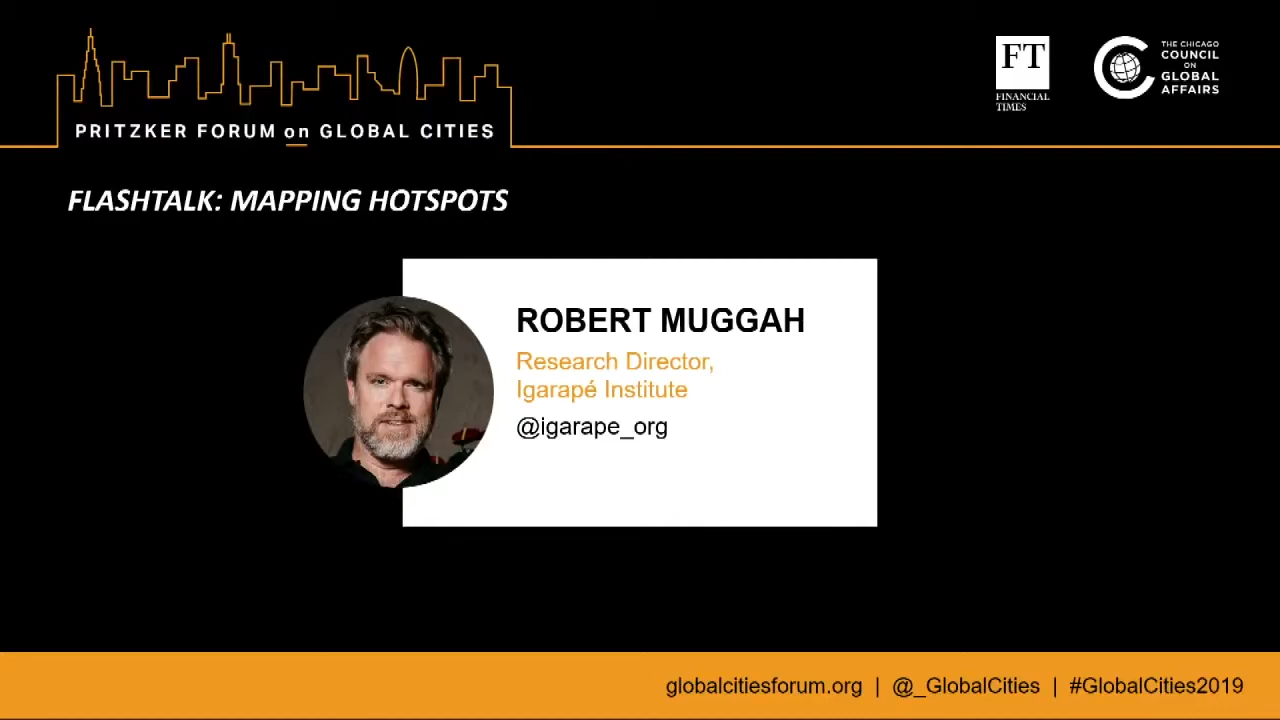 PRITZKER FORUM on GLOBAL CITIES
FT
FINANCIAL
TIMES
THE CHICAGO
COUNCIL
ON
GLOBAL
AFFAIRS
FLASHTALK: MAPPING HOTSPOTS
ROBERT MUGGAH
Research Director,
Igarapé Institute
@igarape_org
globalcitiesforum.org | @_GlobalCities | #GlobalCities2019